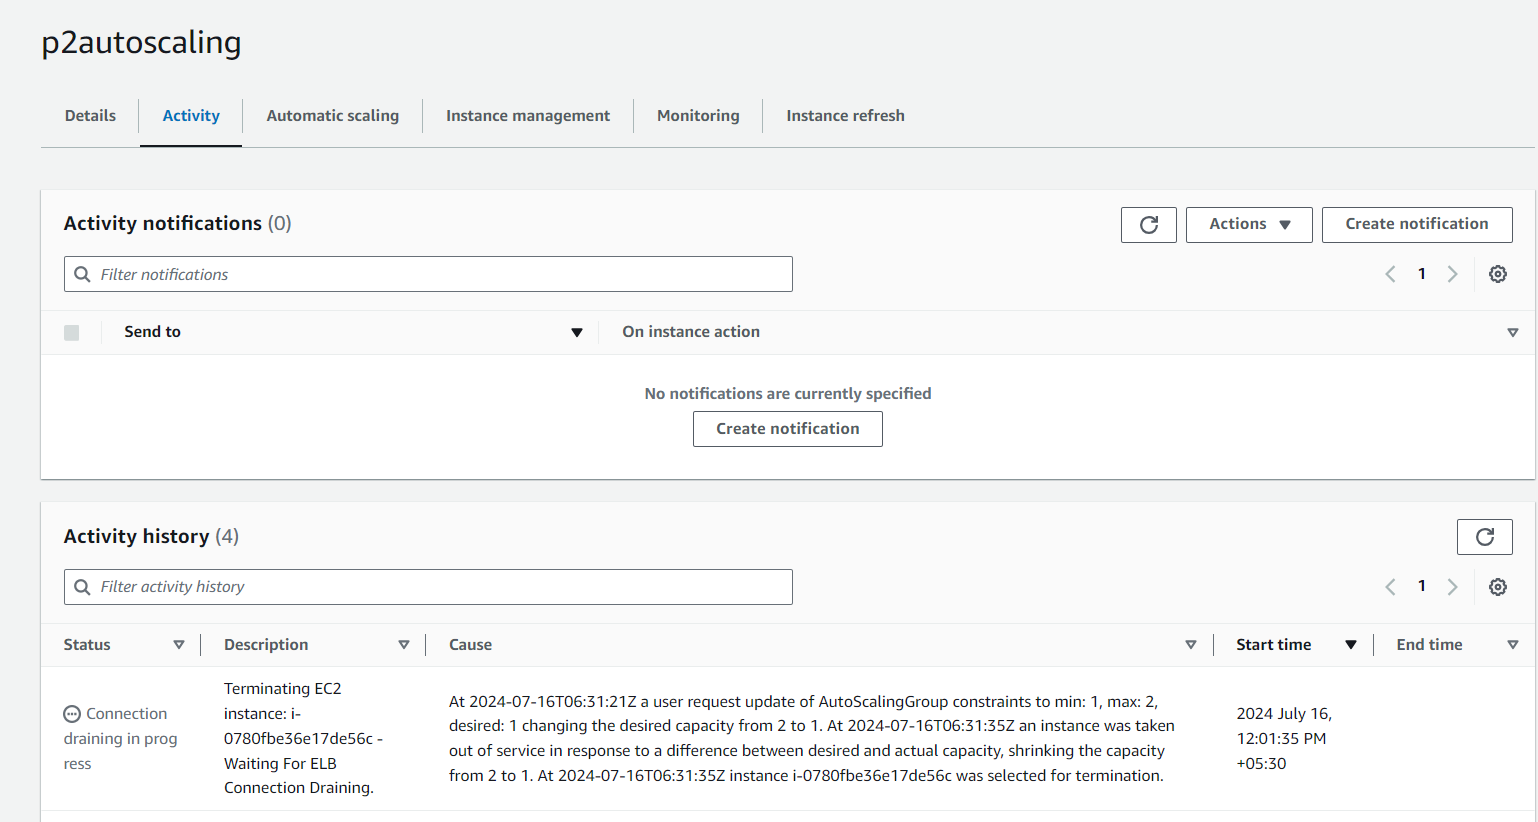 p2autoscaling
Details
Activity
Automatic scaling
Instance management
Monitoring
Instance refresh
Activity notifications (0)
Actions
Create notification
Filter notifications
1
Send to
On instance action
No notifications are currently specified
Create notification
Activity history (4)
Filter activity history
1
Status
Description
Cause
Start time
End time
Connection
draining in prog
ress
Terminating EC2
instance: i-
0780fbe36e17de56c -
Waiting For ELB
Connection Draining.
At 2024-07-16T06:31:21Z a user request update of AutoScalingGroup constraints to min: 1, max: 2,
desired: 1 changing the desired capacity from 2 to 1. At 2024-07-16T06:31:35Z an instance was taken
out of service in response to a difference between desired and actual capacity, shrinking the capacity
from 2 to 1. At 2024-07-16T06:31:35Z instance i-0780fbe36e17de56c was selected for termination.
2024 July 16,
12:01:35 PM
+05:30